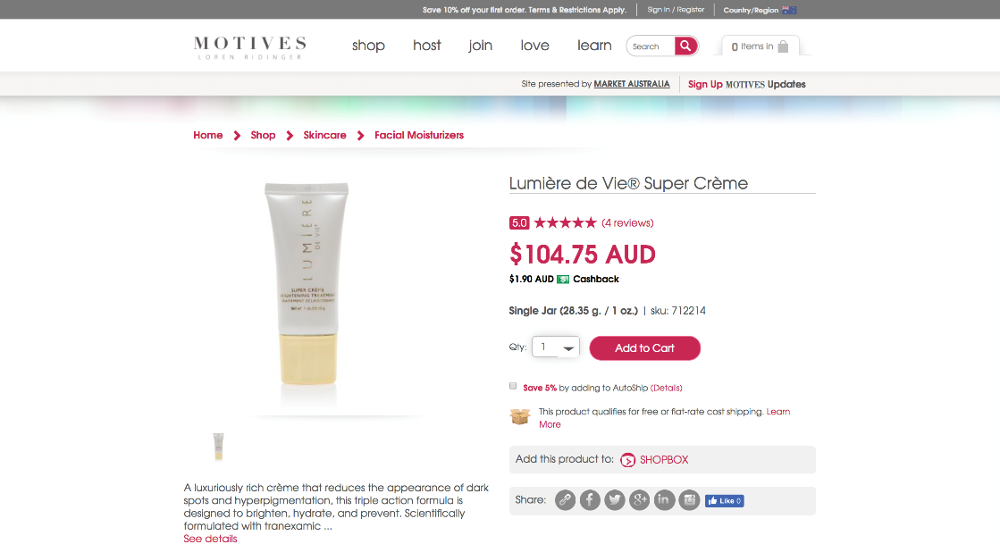 Save 10% off your first order. Terms & Restrictions Apply.
Sign In / Register
Country/Region
MOTIVES
LOREN RIDINGER
shop
host
join
love
learn
Search
0 items in
Site presented by MARKET AUSTRALIA
Sign Up MOTIVES Updates
Home
Shop
Skincare
Facial Moisturizers
LUMIÈRE
DE VIE®
SUPER CRÈME
BRIGHTENING TREATMENT
TRAITEMENT ÉCLAIRCISSANT
Lumière de Vie® Super Crème
5.0 ★★★★★ (4 reviews)
$104.75 AUD
$1.90 AUD Cashback
Single Jar (28.35 g. / 1 oz.) | sku: 712214
Qty: 1
Add to Cart
Save 5% by adding to AutoShip (Details)
This product qualifies for free or flat-rate cost shipping. Learn
More
Add this product to: SHOPBOX
Share:
Like 0
A luxuriously rich crème that reduces the appearance of dark
spots and hyperpigmentation, this triple action formula is
designed to brighten, hydrate, and prevent. Scientifically
formulated with tranexamic ...
See details